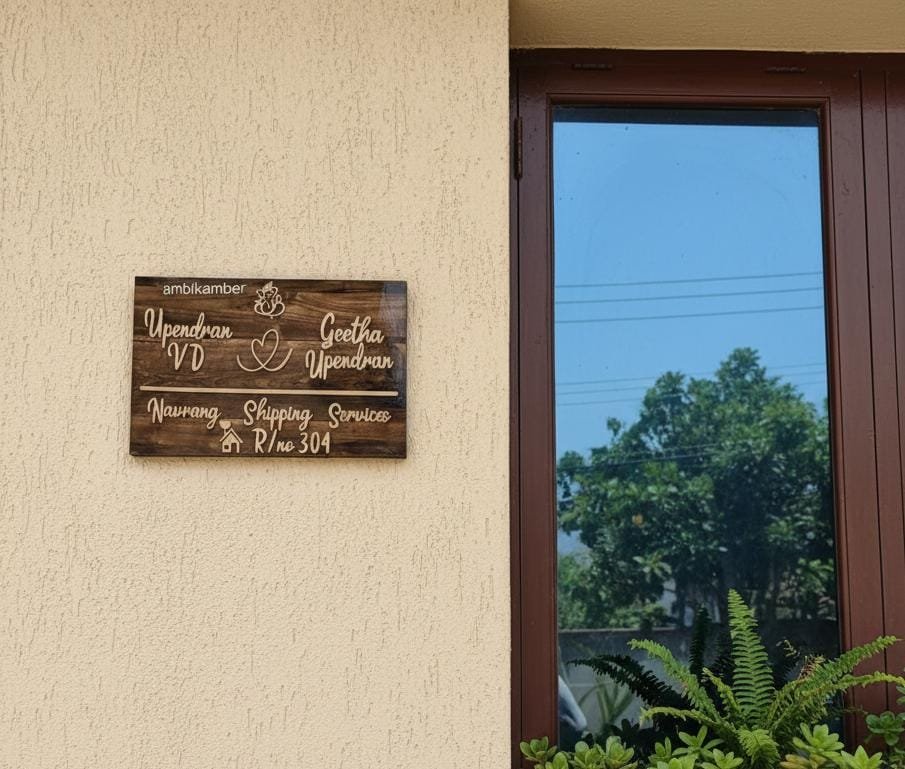 ambikamber
Upendran Geetha
VD Upendran
Navrang Shipping Services
R/no 304